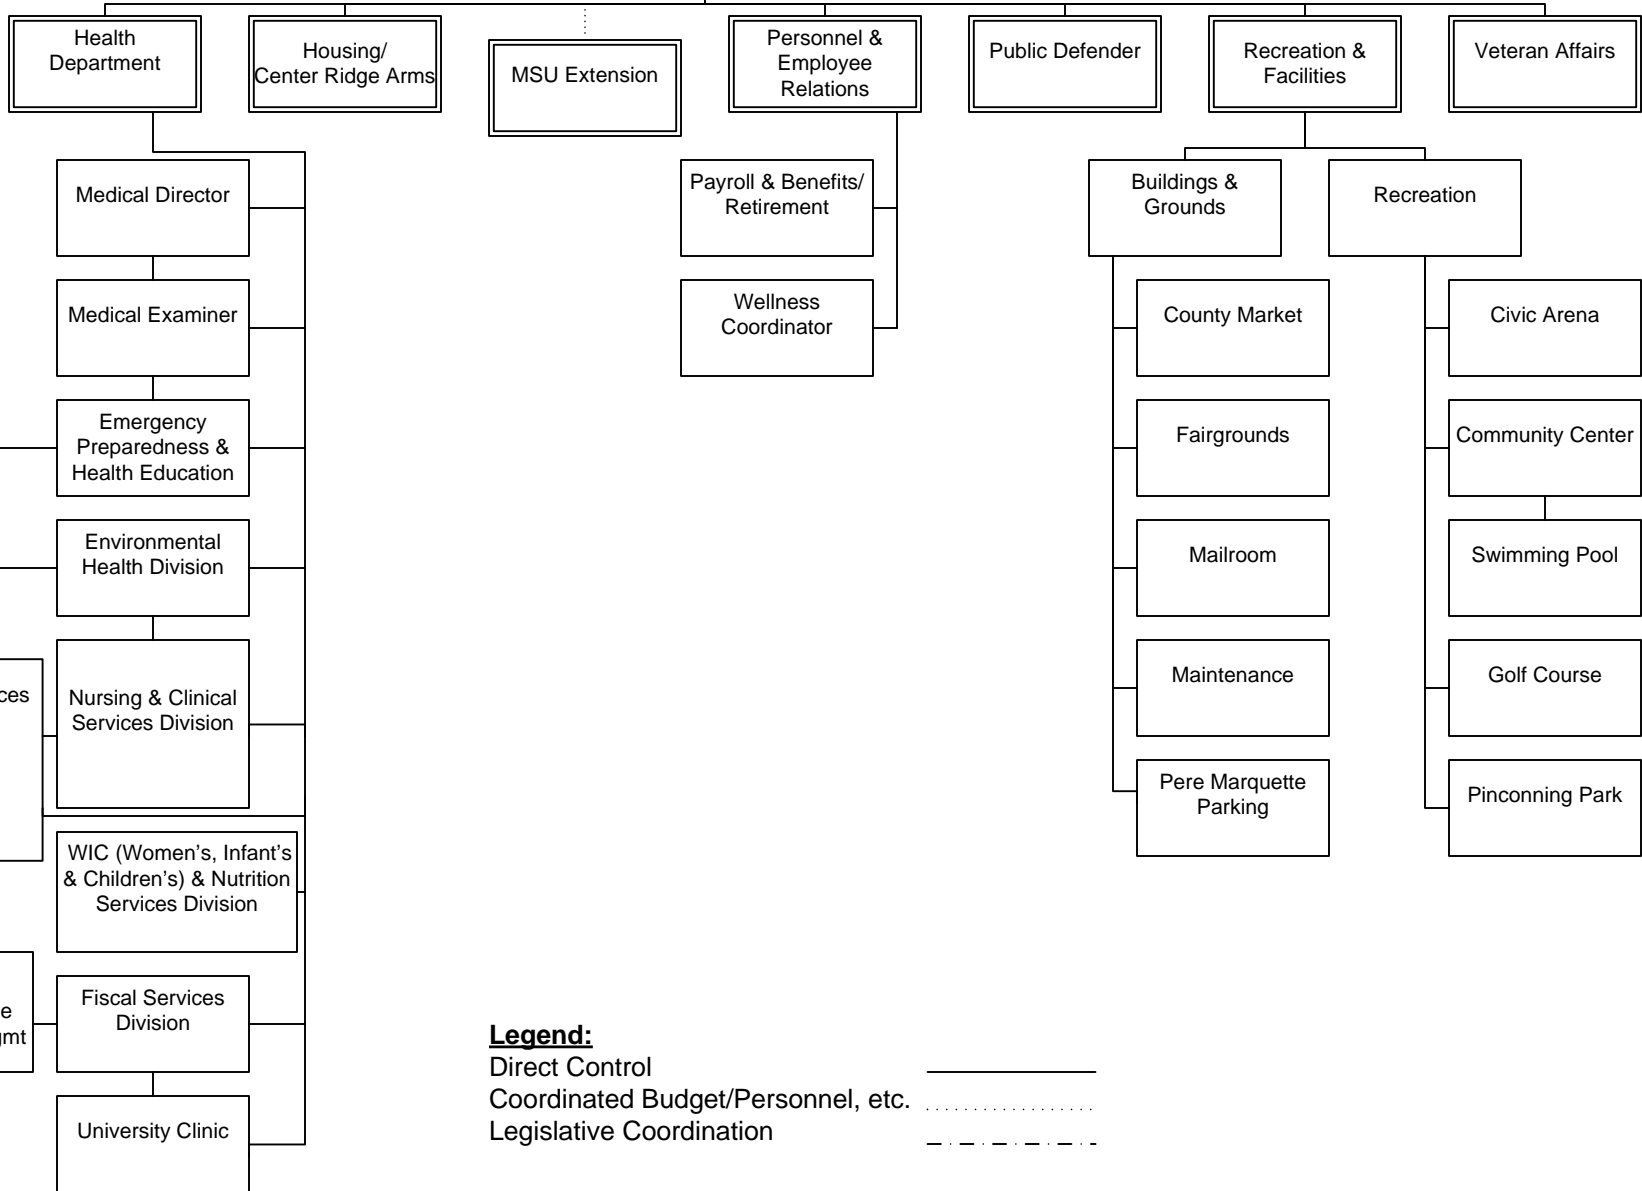 Health
Department
Housing/
Center Ridge Arms
MSU Extension
Personnel &
Employee
Relations
Public Defender
Recreation &
Facilities
Veteran Affairs
Medical Director
Payroll & Benefits/
Retirement
Buildings &
Grounds
Recreation
Medical Examiner
Wellness
Coordinator
County Market
Civic Arena
Emergency
Preparedness &
Health Education
Fairgrounds
Community Center
Environmental
Health Division
Mailroom
Swimming Pool
ces
Nursing & Clinical
Services Division
Maintenance
Golf Course
Pere Marquette
Parking
Pinconning Park
WIC (Women's, Infant's
& Children's) & Nutrition
Services Division
e
gmt
Fiscal Services
Division
University Clinic
Legend:
Direct Control
Coordinated Budget/Personnel, etc.
Legislative Coordination